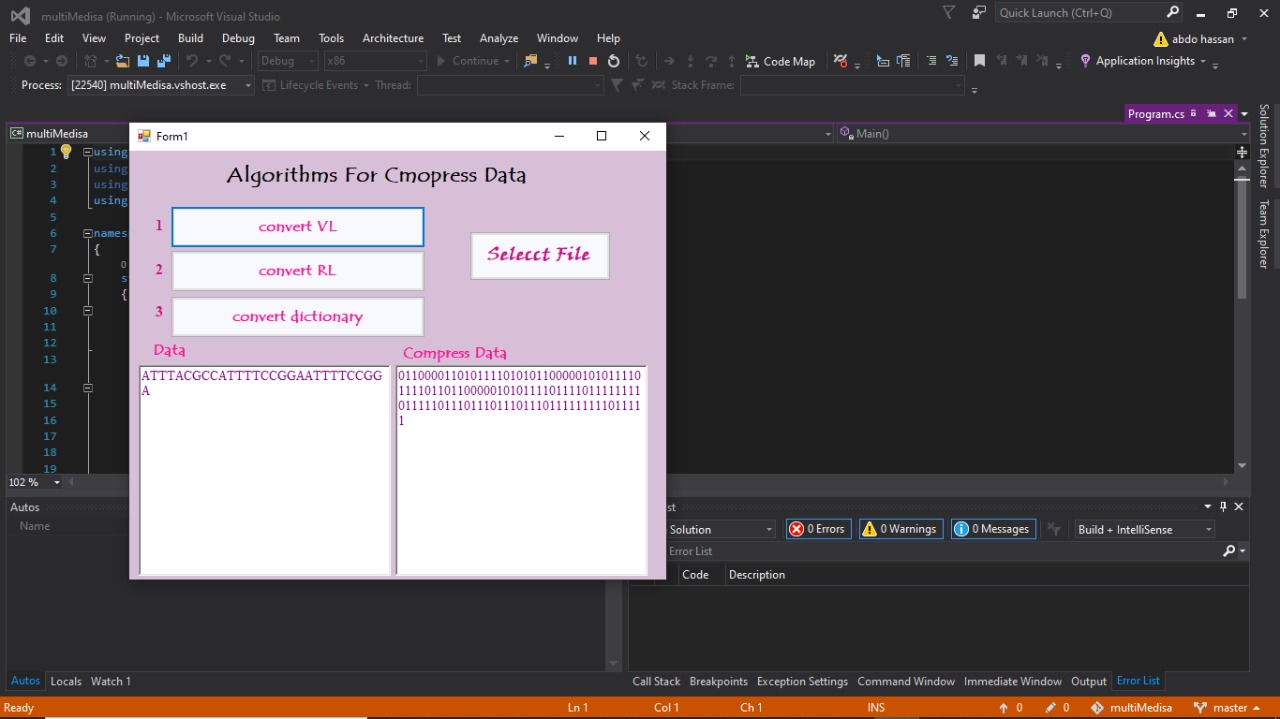 multiMedisa (Running) - Microsoft Visual Studio
Quick Launch (Ctrl+Q)
File Edit View Project Build Debug Team Tools Architecture Test Analyze Window Help
abdo hassan
Debug x86 Continue Code Map Application Insights
Process: [22540] multiMedisa.vshost.exe Lifecycle Events Thread: Stack Frame:
Program.cs
C# multiMedisa
Main()
Form1
Algorithms For Cmopress Data
1 convert VL
Selecct File
2 convert RL
3 convert dictionary
Data
Compress Data
ATTTACGCCATTTTCCGGAATTTTCCGG
A
0110000110101111010101100000101011110
1111011011000001010111101111011111111
0111110111011101110111011111111101111
1
1 using
2 using
3 using
4 using
5
6 names
7 {
0
8 s
9 {
10
11
12
13
14
15
16
17
18
19
102 %
Autos
Name
st
Solution 0 Errors 0 Warnings 0 Messages Build + IntelliSense
Error List
Code Description
Autos Locals Watch 1
Call Stack Breakpoints Exception Settings Command Window Immediate Window Output Error List
Solution Explorer
Team Explorer
Ready Ln 1 Col 1 Ch 1 INS 0 0 multiMedisa master